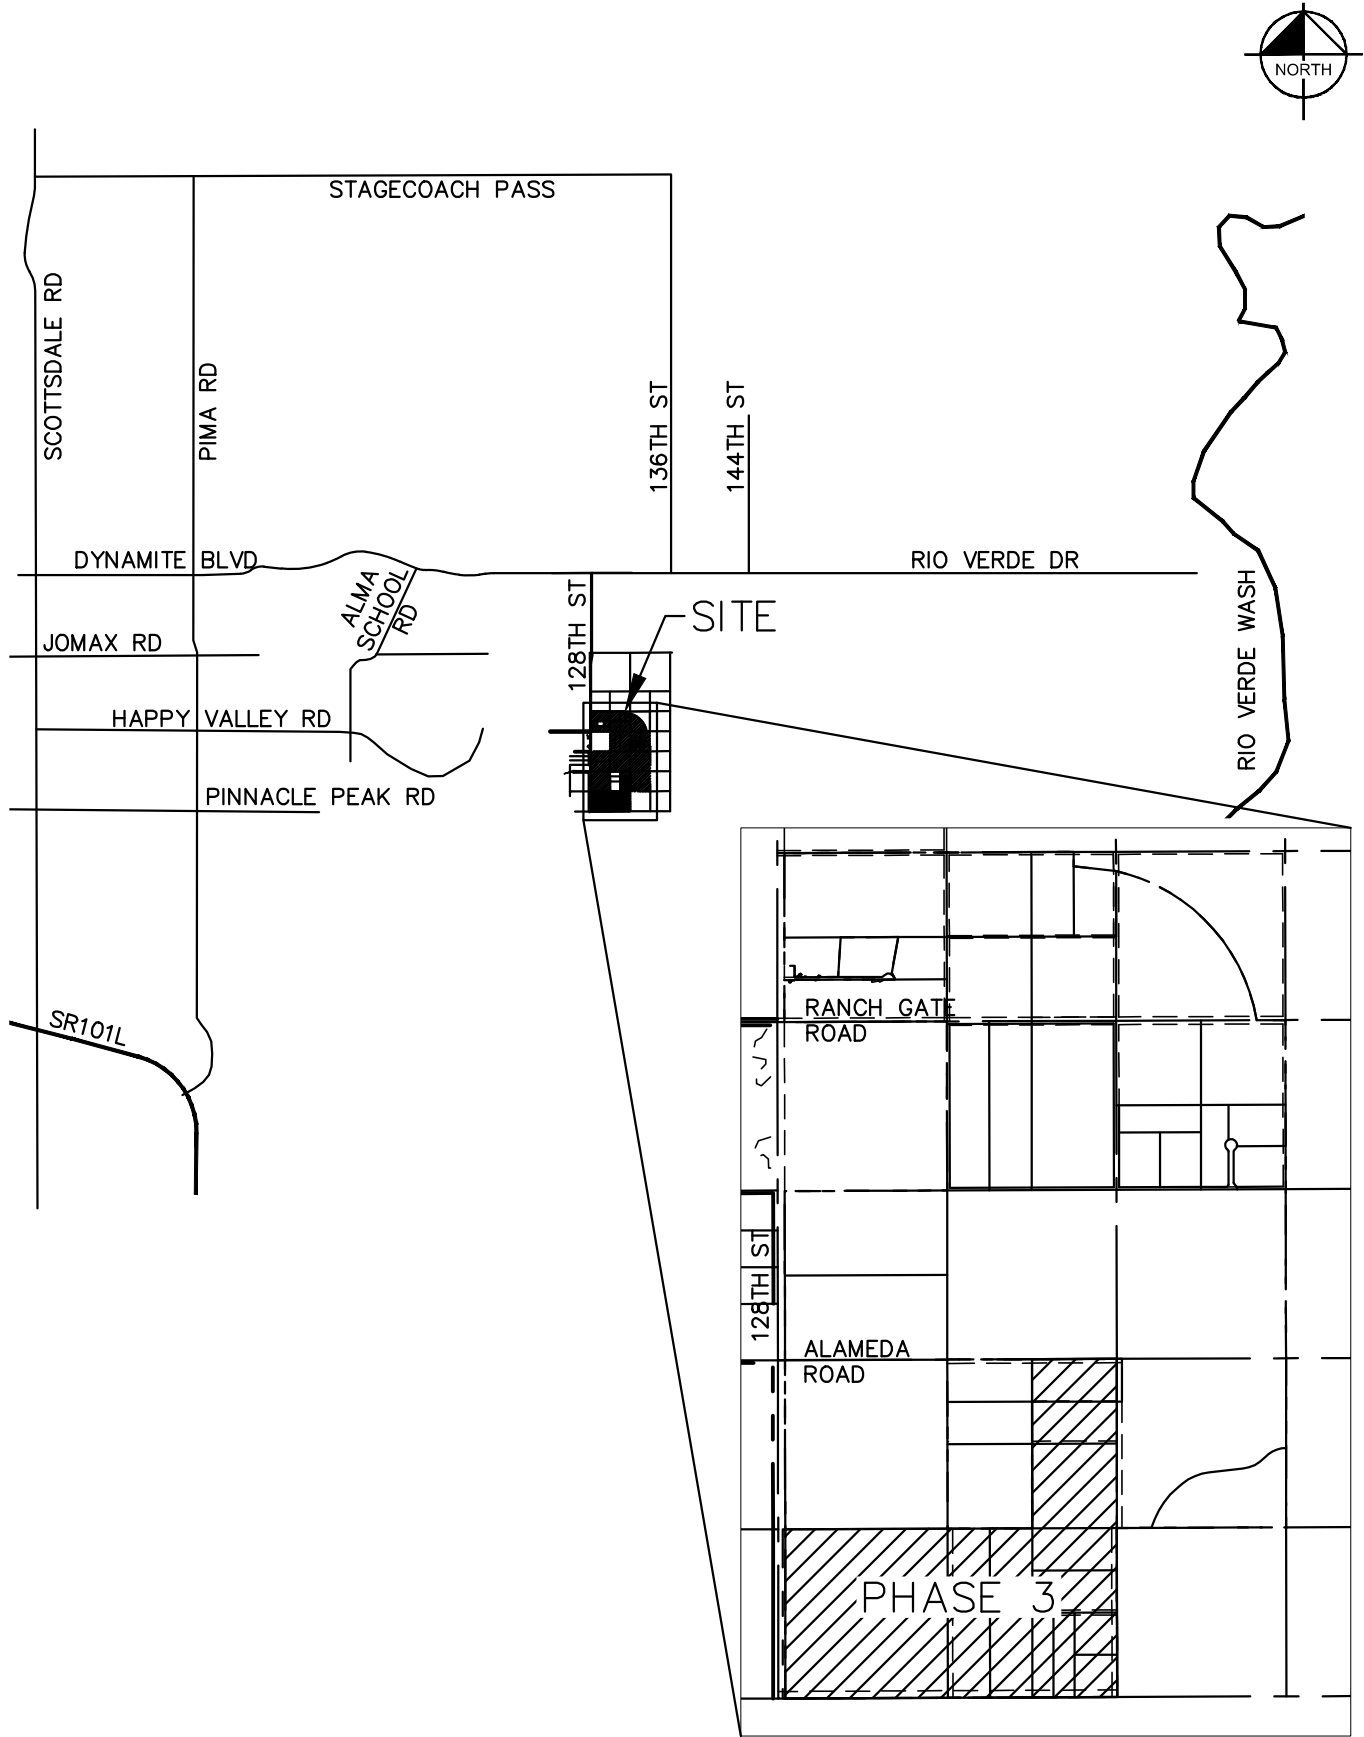 NORTH
STAGECOACH PASS
SCOTTSDALE RD
PIMA RD
136TH ST
144TH ST
DYNAMITE BLVD
RIO VERDE DR
ALMA
SCHOOL
RD
128TH ST
SITE
JOMAX RD
RIO VERDE WASH
HAPPY VALLEY RD
PINNACLE PEAK RD
SR101L
RANCH GATE
ROAD
128TH ST
ALAMEDA
ROAD
PHASE 3